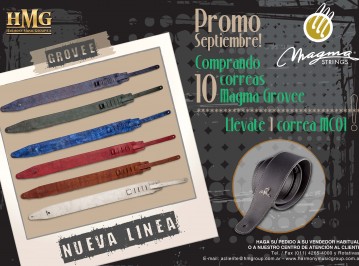 HMG
GROVEE
NUEVA LINEA
Promo
Septiembre!
Comprando
10 correas
Magma Grovee
Llevate 1 correa MC01
Magma
STRINGS
HAGA SU PEDIDO A SU VENDEDOR HABITUAL
O A NUESTRO CENTRO DE ATENCIÓN AL CLIENTE